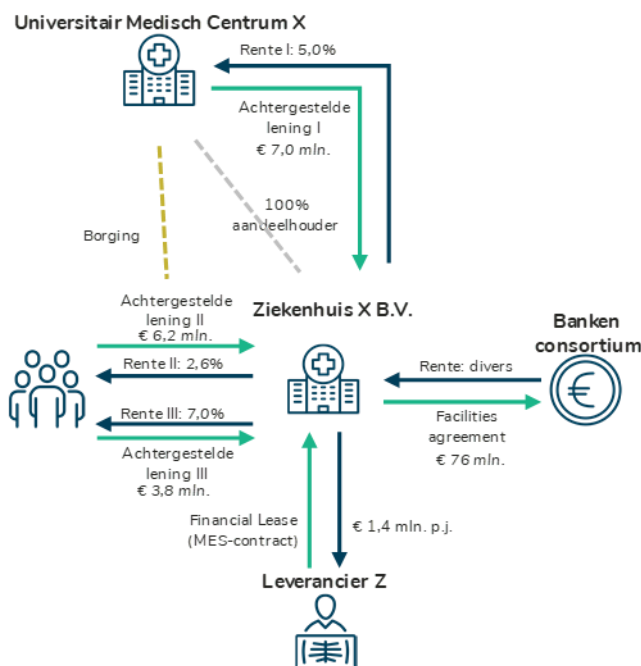 Universitair Medisch Centrum X
Rente I: 5,0%
Achtergestelde
lening I
€ 7,0 mln.
100%
aandeelhouder
Borging
Achtergestelde
lening II
€ 6,2 mln.
Ziekenhuis X B.V.
Banken
consortium
Rente II: 2,6%
Rente: divers
Rente III: 7,0%
Facilities
agreement
€ 76 mln.
Achtergestelde
lening III
€ 3,8 mln.
Financial Lease
(MES-contract)
€ 1,4 mln. p.j.
Leverancier Z